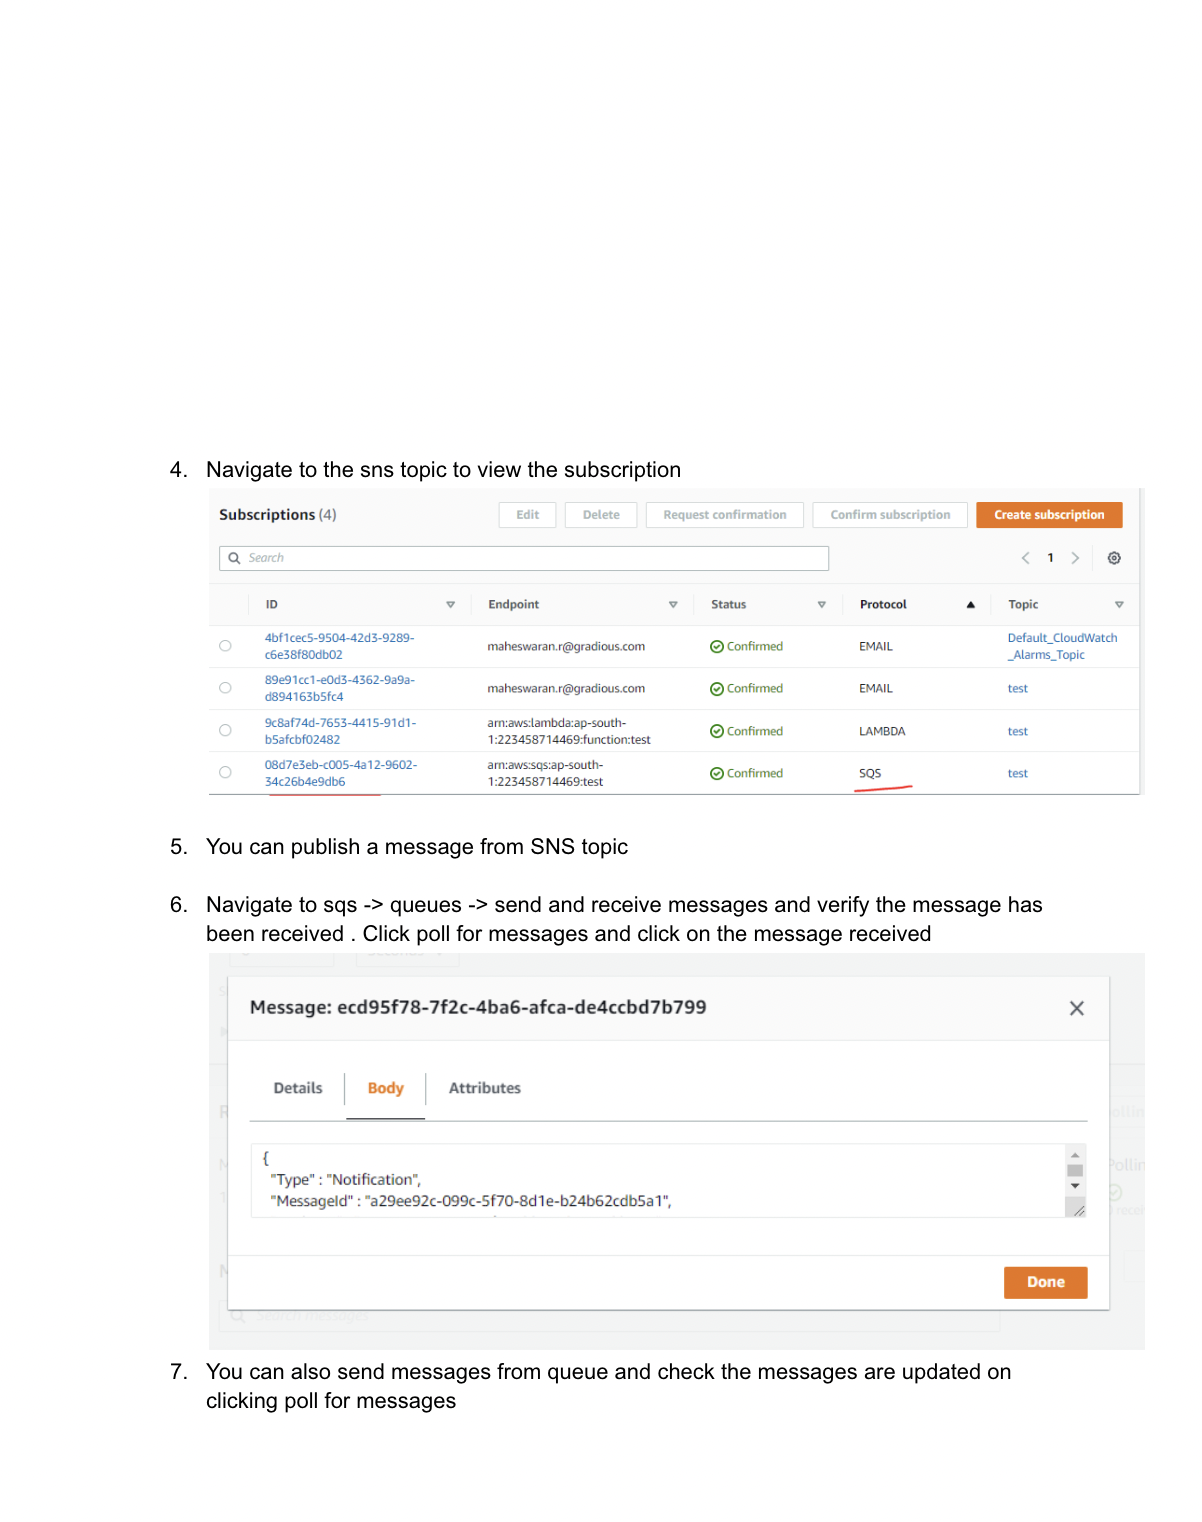 4. Navigate to the sns topic to view the subscription
Subscriptions (4)
Edit
Delete
Request confirmation
Confirm subscription
Create subscription
Search
1
ID
Endpoint
Status
Protocol
Topic
4bf1cec5-9504-42d3-9289-
c6e38f80db02
maheswaran.r@gradious.com
Confirmed
EMAIL
Default_CloudWatch
_Alarms_Topic
89e91cc1-e0d3-4362-9a9a-
d894163b5fc4
maheswaran.r@gradious.com
Confirmed
EMAIL
test
9c8af74d-7653-4415-91d1-
b5afcbf02482
arn:aws:lambda:ap-south-
1:223458714469:function:test
Confirmed
LAMBDA
test
08d7e3eb-c005-4a12-9602-
34c26b4e9db6
arn:aws:sqs:ap-south-
1:223458714469:test
Confirmed
SQS
test
5. You can publish a message from SNS topic
6. Navigate to sqs -> queues -> send and receive messages and verify the message has
been received . Click poll for messages and click on the message received
Message: ecd95f78-7f2c-4ba6-afca-de4ccbd7b799
Details
Body
Attributes
{
"Type" : "Notification",
"MessageId" : "a29ee92c-099c-5f70-8d1e-b24b62cdb5a1",
Done
Search messages
7. You can also send messages from queue and check the messages are updated on
clicking poll for messages